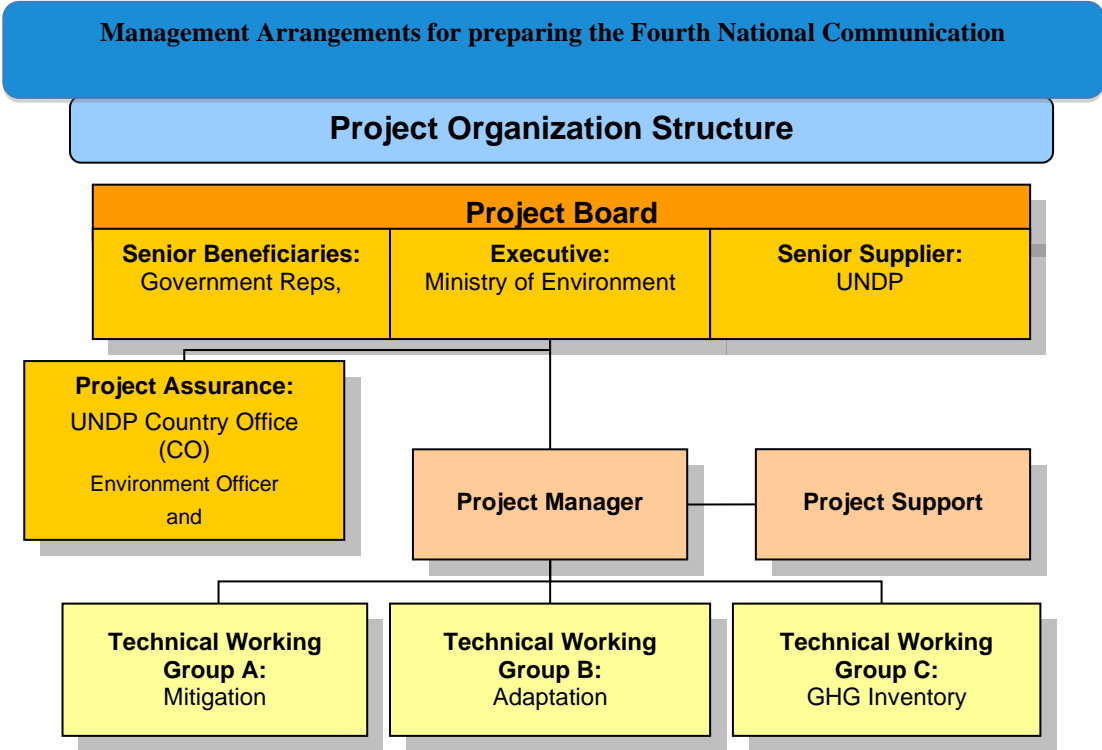 Management Arrangements for preparing the Fourth National Communication
Project Organization Structure
Project Board
Senior Beneficiaries:
Government Reps,
Executive:
Ministry of Environment
Senior Supplier:
UNDP
Project Assurance:
UNDP Country Office
(CO)
Environment Officer
and
Project Manager
Project Support
Technical Working
Group A:
Mitigation
Technical Working
Group B:
Adaptation
Technical Working
Group C:
GHG Inventory